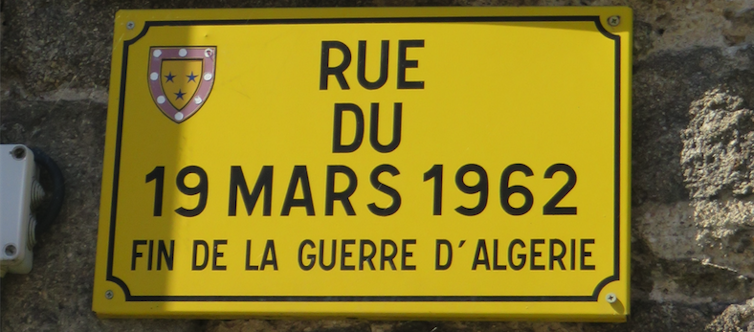 RUE
DU
19 MARS 1962
FIN DE LA GUERRE D´ALGERIE